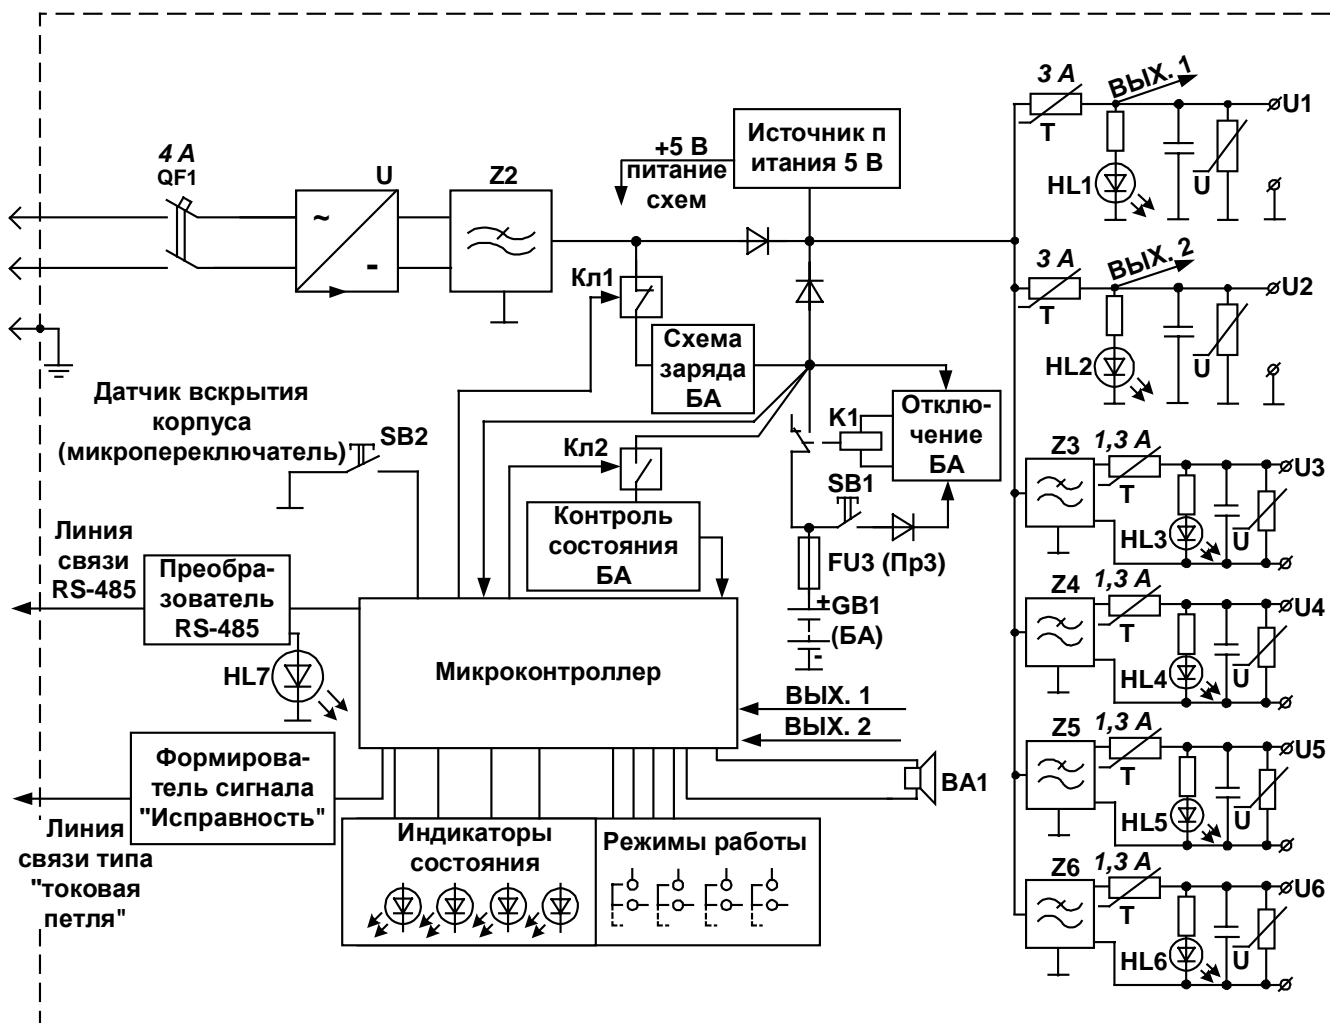 3 А
ВЫХ. 1
U1
T
HL1
U
Источник п
итания 5 В
+5 В
питание
схем
4 А
QF1
U
~
-
Z2
3 А
ВЫХ. 2
U2
T
HL2
U
Кл1
Схема
заряда
БА
Датчик вскрытия
корпуса
(микропереключатель)
SB2
Кл2
К1
Отклю-
чение
БА
SB1
Контроль
состояния
БА
FU3 (Пр3)
+
GB1
(БА)
-
Z3
1,3 А
U3
T
HL3
U
Линия
связи
RS-485
Преобра-
зователь
RS-485
HL7
Микроконтроллер
ВЫХ. 1
ВЫХ. 2
Z4
1,3 А
U4
T
HL4
U
Z5
1,3 А
U5
T
HL5
U
Формирова-
тель сигнала
"Исправность"
Линия
связи типа
"токовая
петля"
Индикаторы
состояния
Режимы работы
BA1
Z6
1,3 А
U6
T
HL6
U